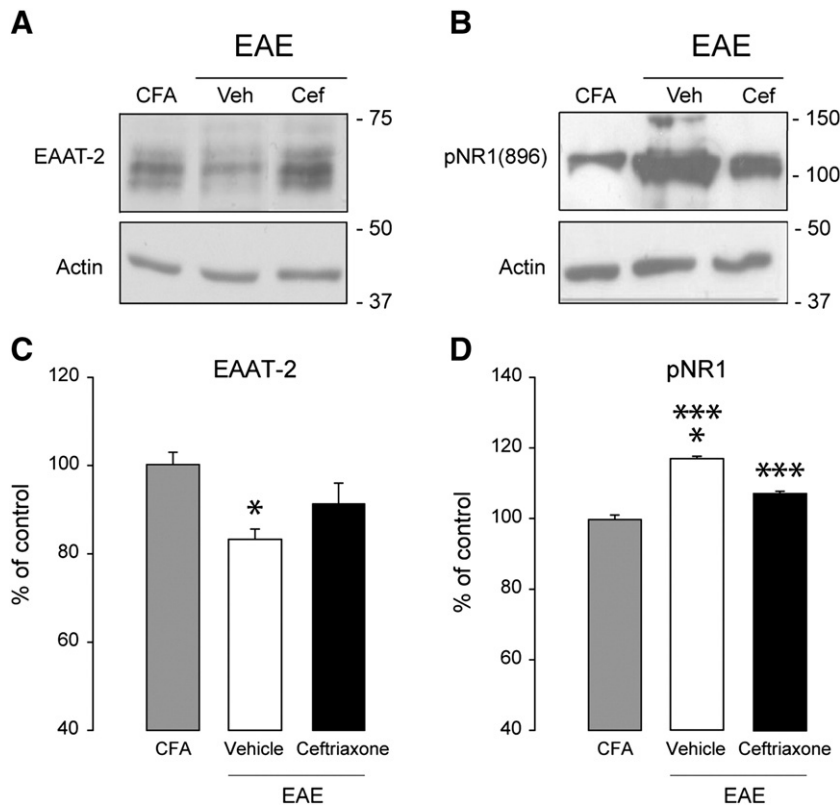 A
EAE
CFA Veh Cef
EAAT-2
- 75
Actin
- 50
- 37
B
EAE
CFA Veh Cef
pNR1(896)
- 150
- 100
Actin
- 50
- 37
C
EAAT-2
% of control
120
100
80
60
40
*
CFA Vehicle Ceftriaxone
EAE
D
pNR1
% of control
140
120
100
80
60
40
***
*
***
CFA Vehicle Ceftriaxone
EAE